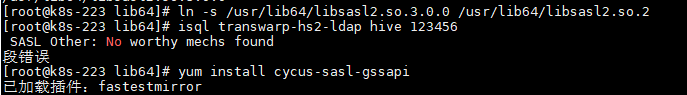 [root@k8s-223 lib64]# ln -s /usr/lib64/libsasl2.so.3.0.0 /usr/lib64/libsasl2.so.2
[root@k8s-223 lib64]# isql transwarp-hs2-ldap hive 123456
SASL Other: No worthy mechs found
段错误
[root@k8s-223 lib64]# yum install cycus-sasl-gssapi
已加载插件：fastestmirror